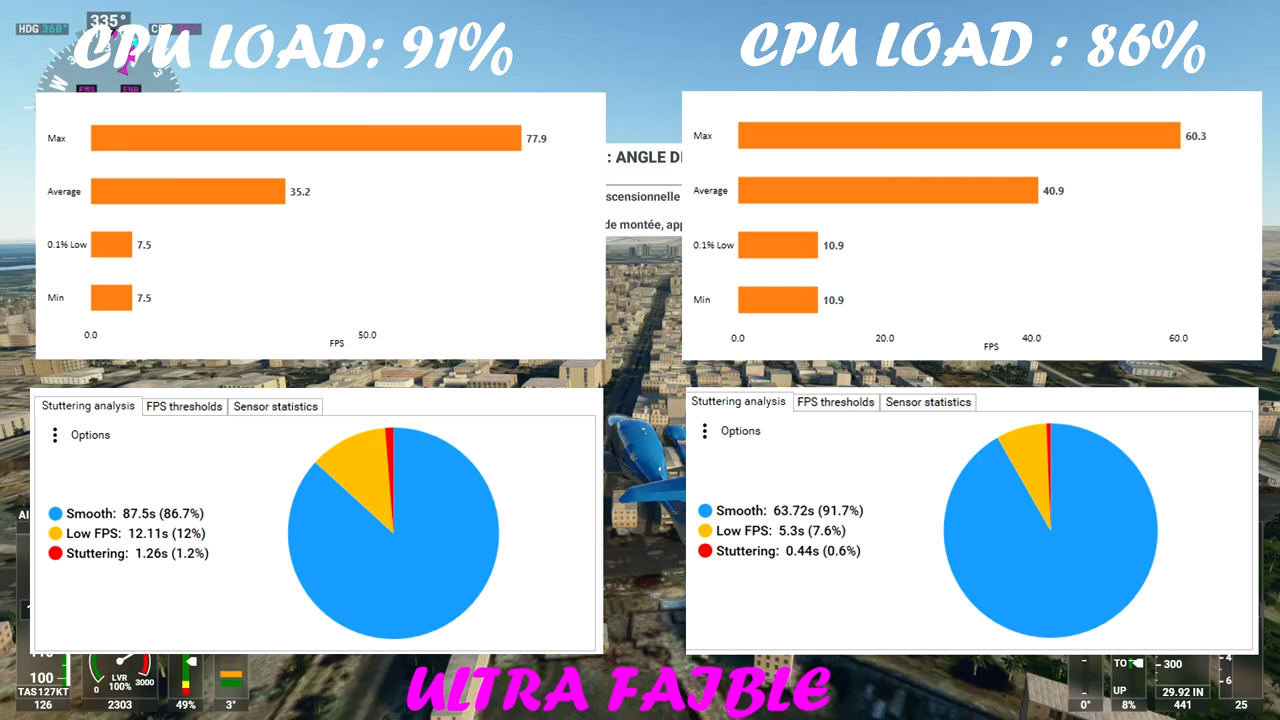 HDG 360°
335°
CPU LOAD: 91%
CPU LOAD : 86%
W
3
Max
77.9
Average
35.2
0.1% Low
7.5
Min
7.5
0.0
50.0
FPS
: ANGLE
scensionnelle
de montée,
Max
60.3
Average
40.9
0.1% Low
10.9
Min
10.9
0.0
20.0
40.0
60.0
FPS
Stuttering analysis
FPS thresholds
Sensor statistics
Options
Smooth: 87.5s (86.7%)
Low FPS: 12.11s (12%)
Stuttering: 1.26s (1.2%)
Stuttering analysis
FPS thresholds
Sensor statistics
Options
Smooth: 63.72s (91.7%)
Low FPS: 5.3s (7.6%)
Stuttering: 0.44s (0.6%)
100
TAS127KT
126
0
LVR
100%
3000
2303
49%
3°
ULTRA FAIBLE
0°
TO
UP
8%
300
29.92 IN
441
4
6
25